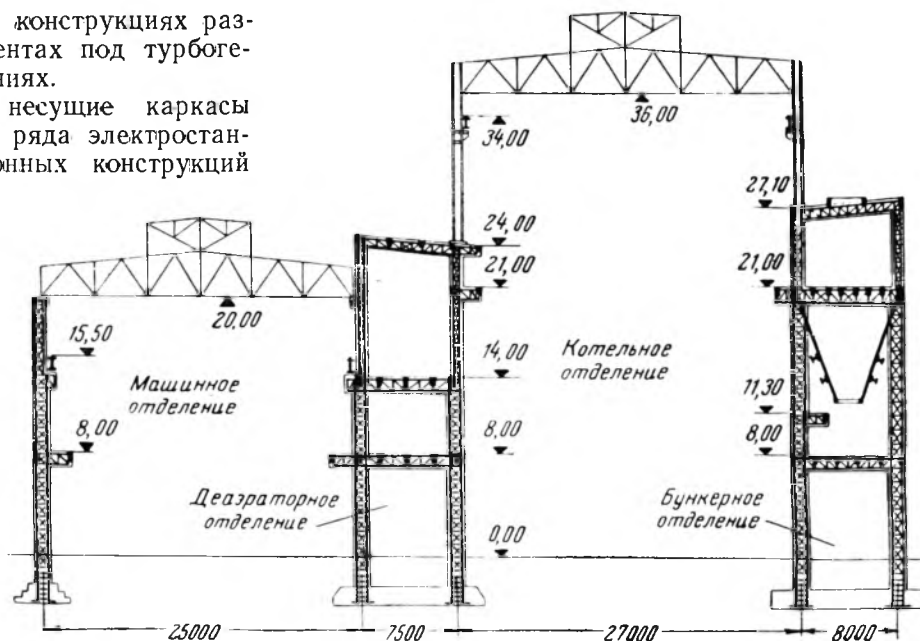 конструкциях раз-
ентах под турбоге-
ниях.
несущие каркасы
ряда электростан-
онных конструкций
36,00
34,00
27,10
24,00
21,00
21,00
20,00
15,50
14,00
Котельное
отделение
Машинное
отделение
11,30
8,00
8,00
8,00
Деаэраторное
отделение
Бункерное
отделение
0,00
25000
7500
27000
8000